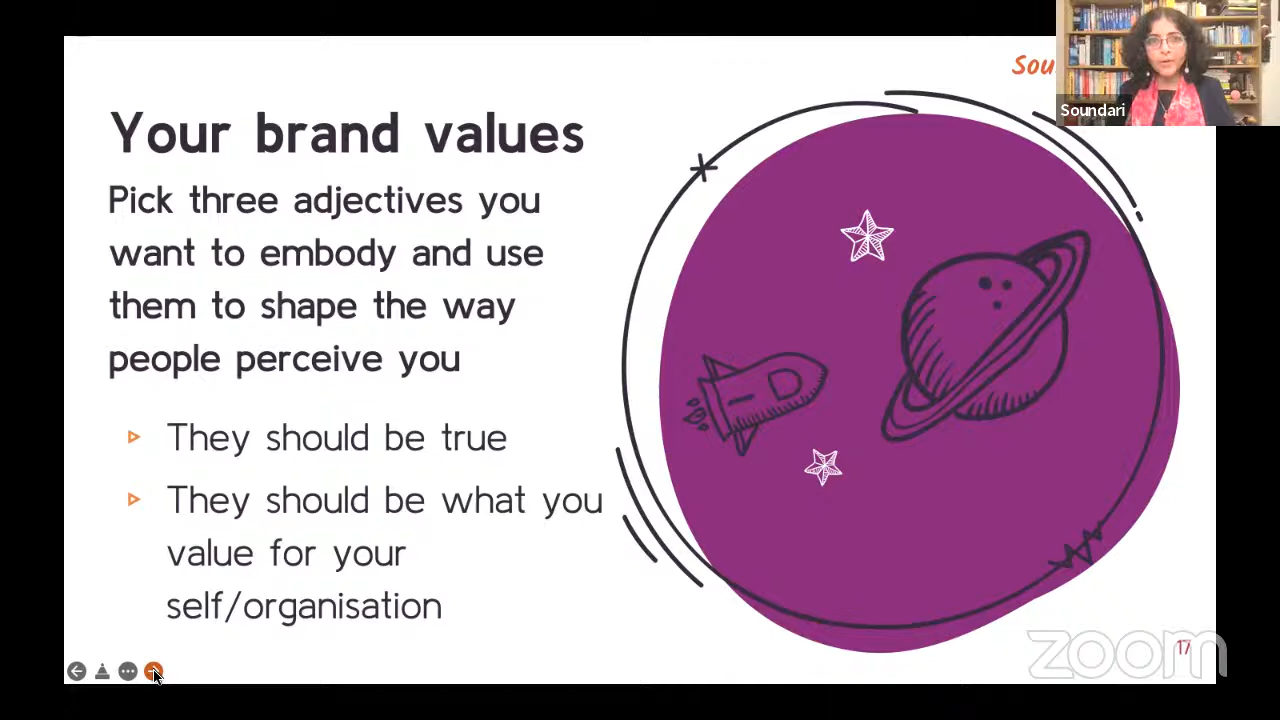 Sou
Soundari
Your brand values
Pick three adjectives you
want to embody and use
them to shape the way
people perceive you
They should be true
They should be what you
value for your
self/organisation
zoom
17